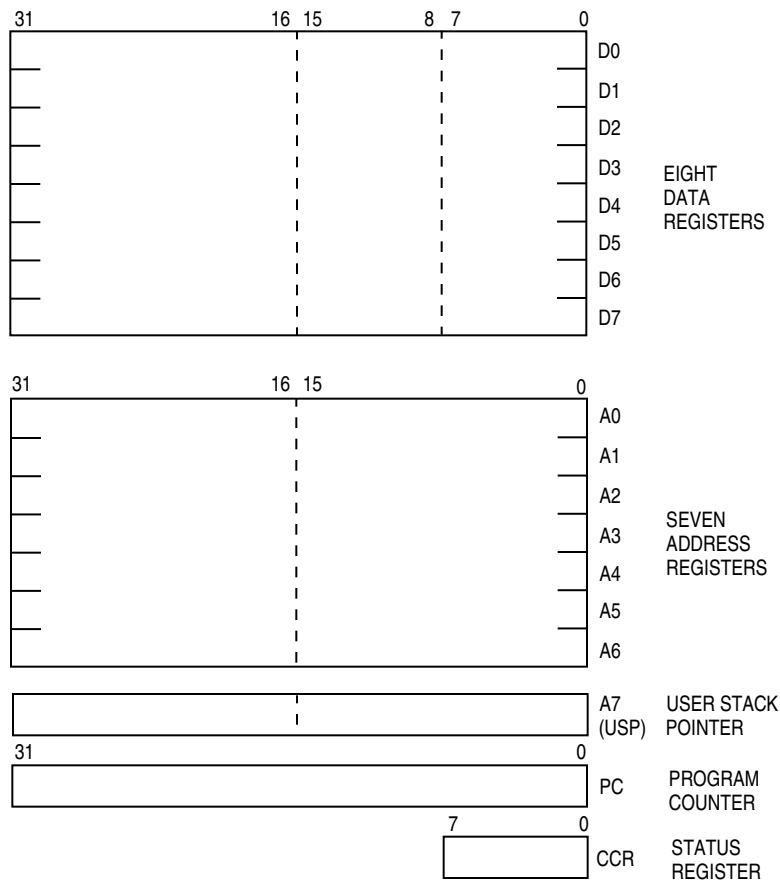 31 16 15 8 7 0
D0
D1
D2
D3
D4
D5
D6
D7
EIGHT
DATA
REGISTERS
31 16 15 0
A0
A1
A2
A3
A4
A5
A6
SEVEN
ADDRESS
REGISTERS
A7
(USP)
USER STACK
POINTER
31 0
PC
PROGRAM
COUNTER
7 0
CCR
STATUS
REGISTER